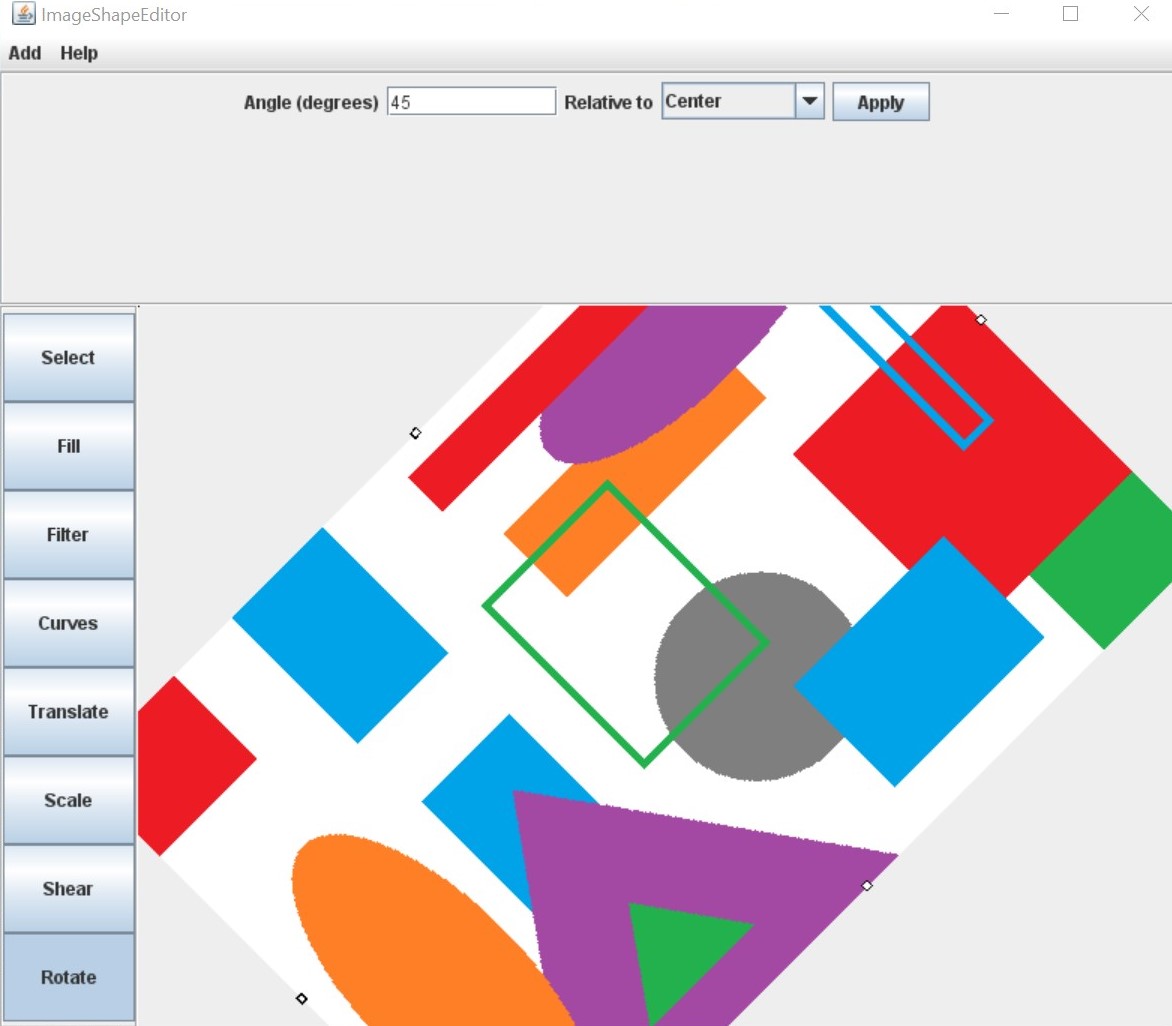 ImageShapeEditor
Add Help
Angle (degrees) 45 Relative to Center Apply
Select
Fill
Filter
Curves
Translate
Scale
Shear
Rotate